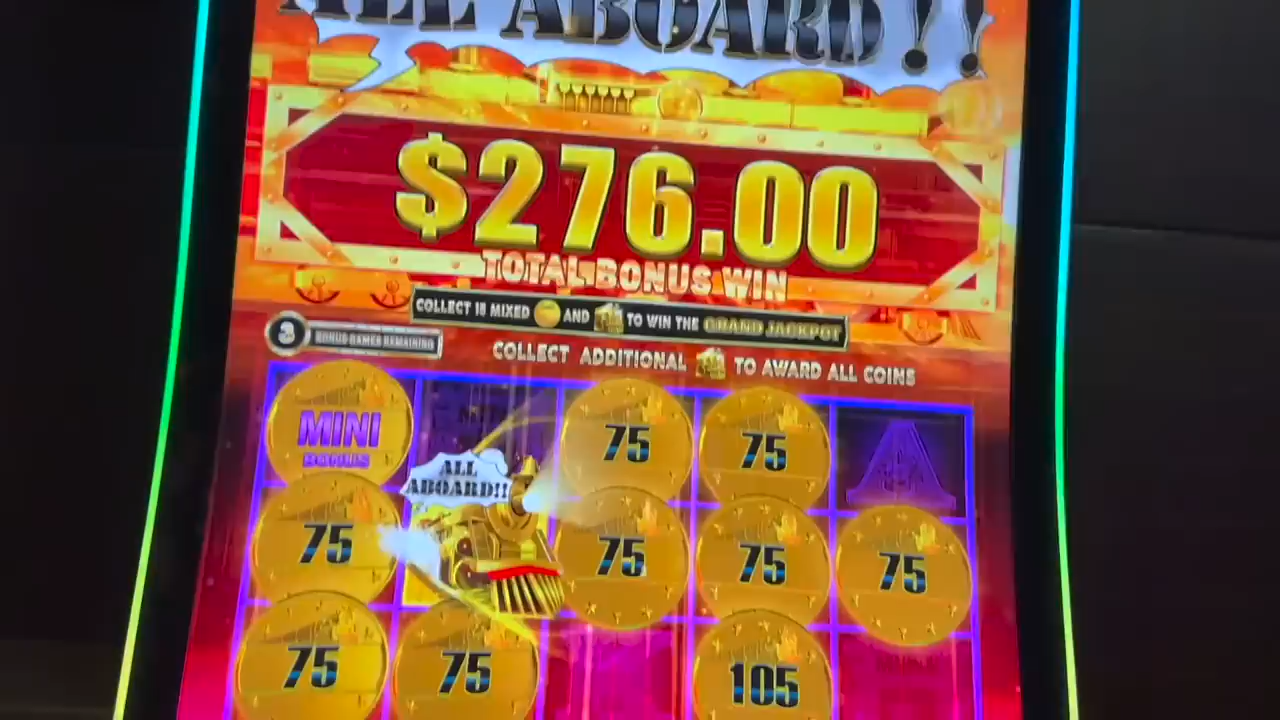 ALL ABOARD!!
$276.00
TOTAL BONUS WIN
COLLECT 15 MIXED AND TO WIN THE GRAND JACKPOT
3 BONUS GAMES REMAINING
COLLECT ADDITIONAL TO AWARD ALL COINS
MINI
BONUS
75
75
ALL
ABOARD!!
75
75
75
75
75
75
105